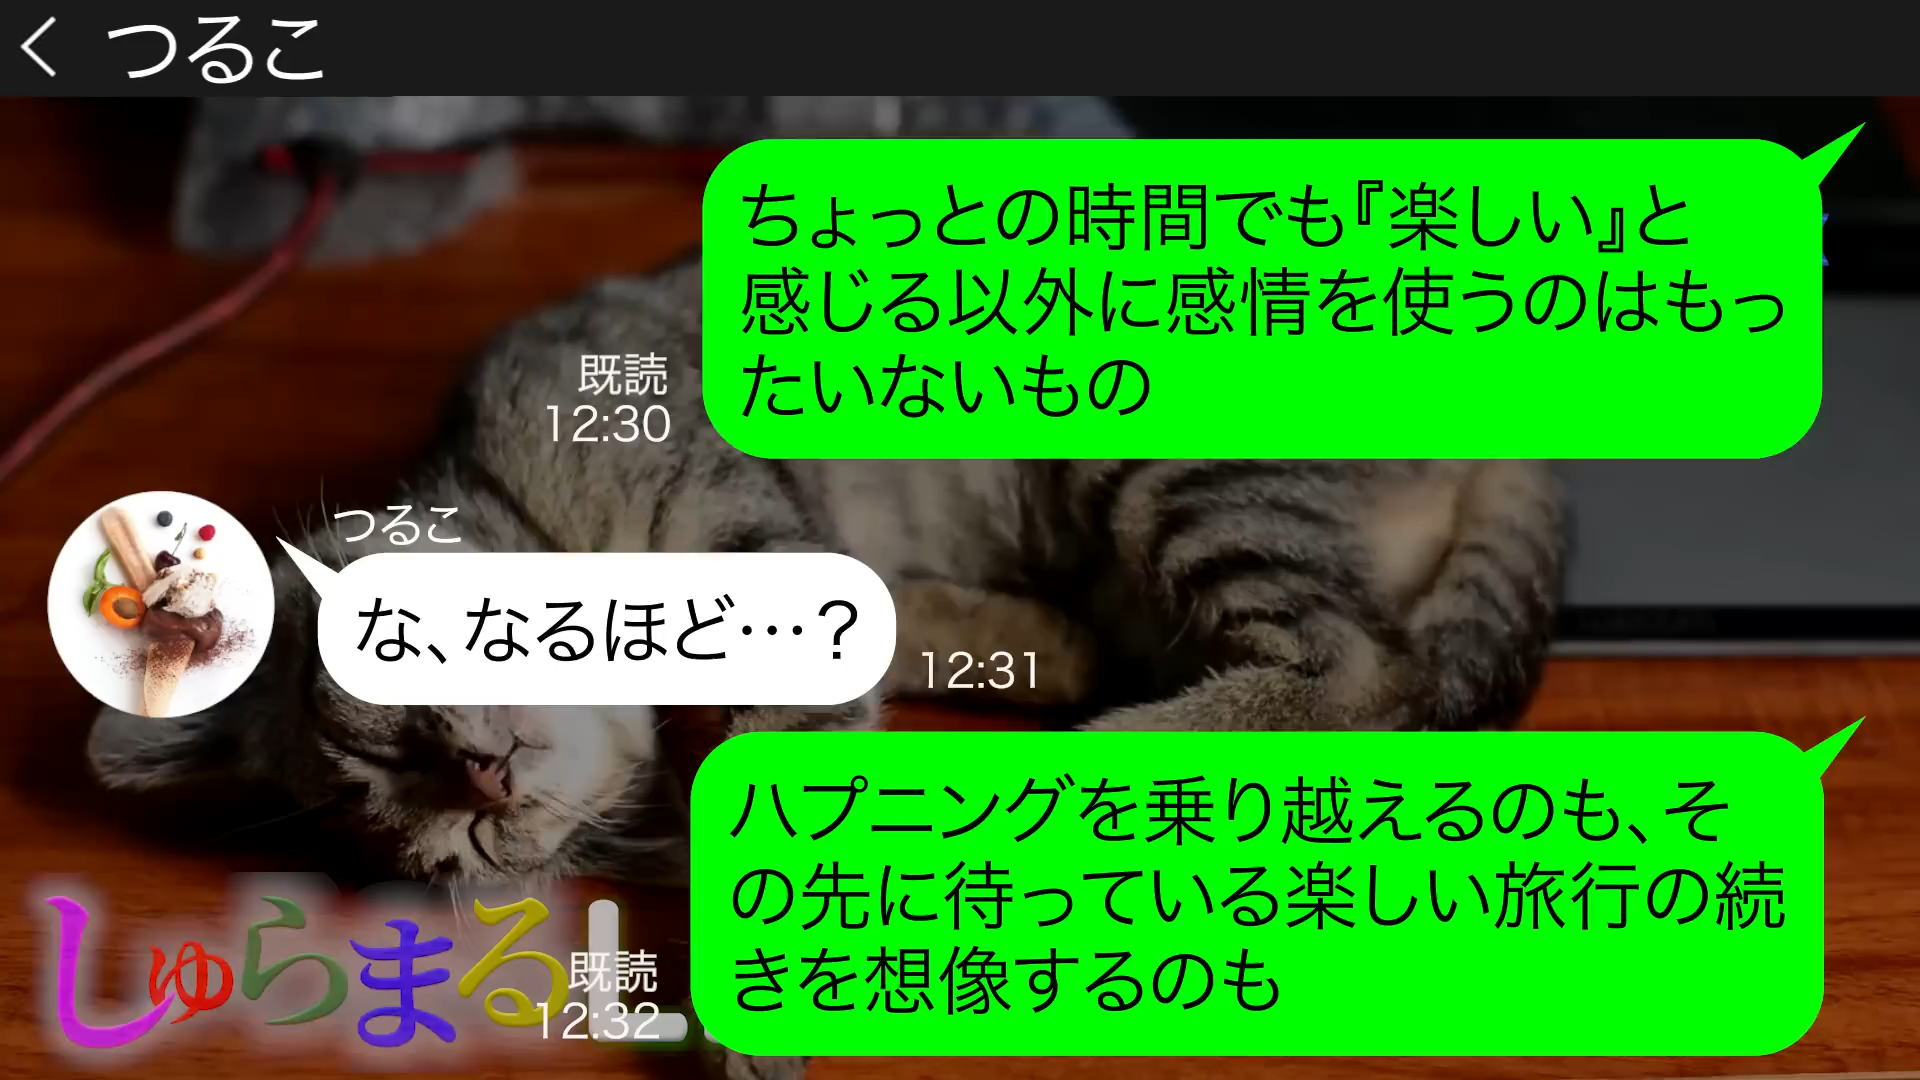 つるこ
ちょっとの時間でも『楽しい』と
感じる以外に感情を使うのはもっ
たいないもの
既読
12:30
つるこ
な、なるほど…？
12:31
ハプニングを乗り越えるのも、そ
の先に待っている楽しい旅行の続
きを想像するのも
既読
12:32
しゅらまるL